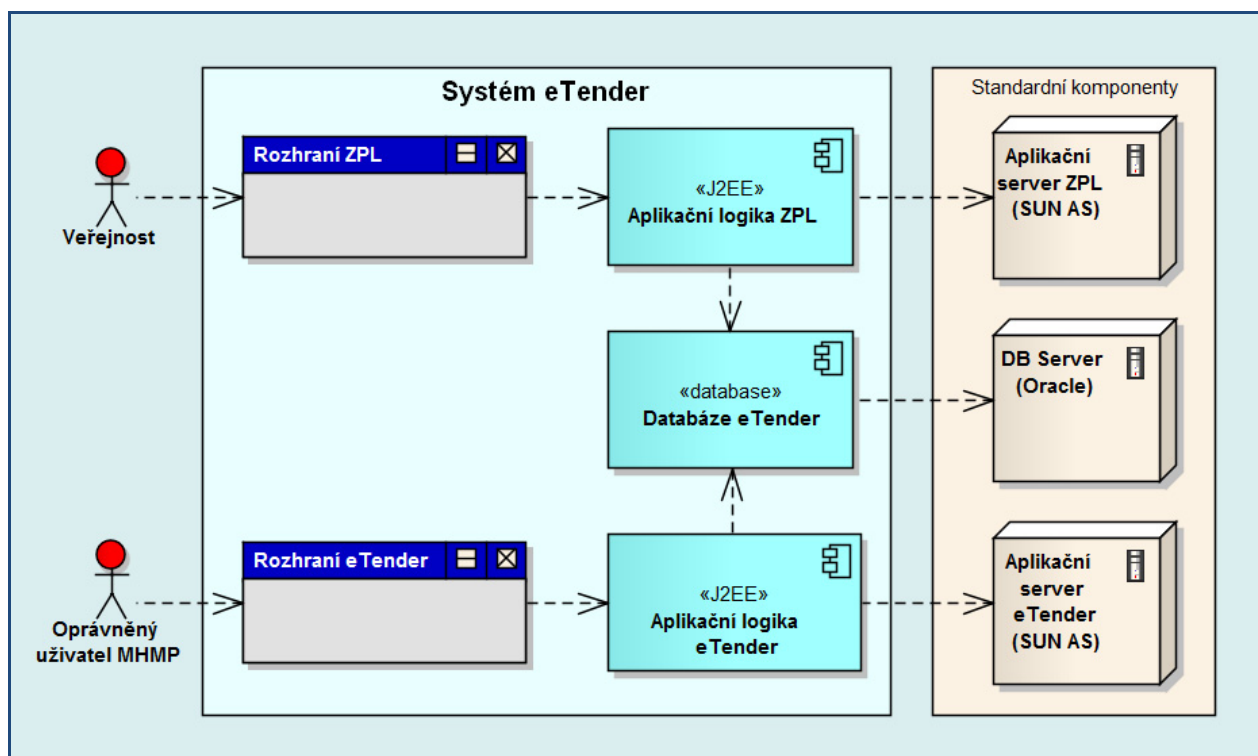 Systém eTender
Standardní komponenty
Rozhraní ZPL
«J2EE»
Aplikační logika ZPL
Aplikační
server ZPL
(SUN AS)
Veřejnost
«database»
Databáze eTender
DB Server
(Oracle)
Rozhraní eTender
«J2EE»
Aplikační logika
eTender
Aplikační
server
eTender
(SUN AS)
Oprávněný
uživatel MHMP